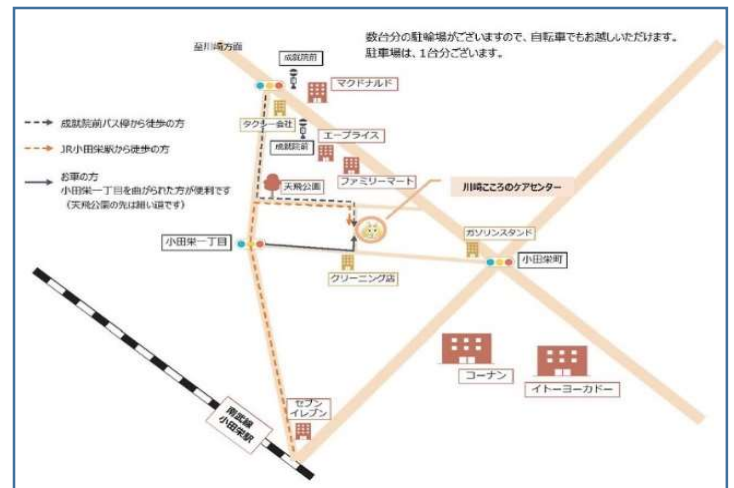 数台分の駐輪場がございますので、自転車でもお越しいただけます。
駐車場は、1台分ございます。
至川崎方面
成就院前
マクドナルド
タクシー会社
成就院前
エープライス
ファミリーマート
成就院前バス停から徒歩の方
JR小田栄駅から徒歩の方
お車の方
小田栄一丁目を曲がられた方が便利です
(天飛公園の先は細い道です)
天飛公園
川崎こころのケアセンター
小田栄一丁目
ガソリンスタンド
小田栄町
クリーニング店
コーナン
イトーヨーカドー
セブン
イレブン
南武線
小田栄駅